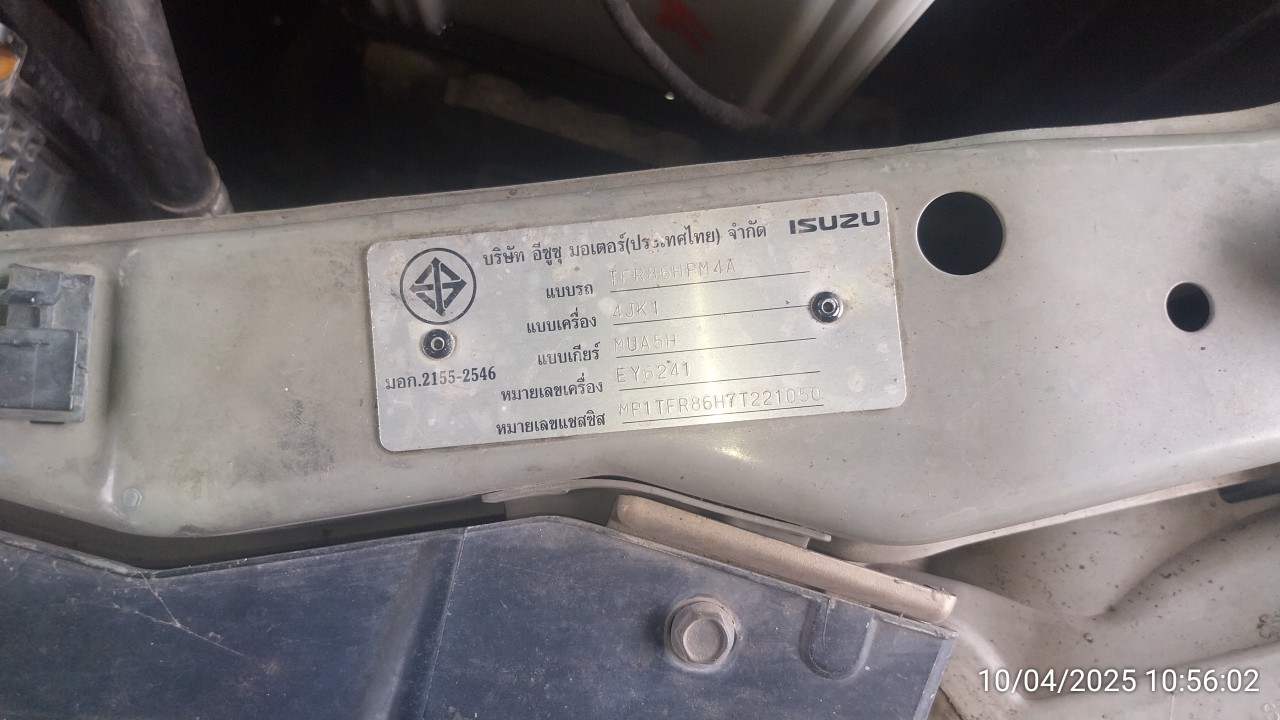 บริษัท อีซูซุ มอเตอร์(ประเทศไทย) จำกัด ISUZU
แบบรถ TFR86HPM4A
แบบเครื่อง 4JK1
แบบเกียร์ MUA5H
มอก.2155-2546
หมายเลขเครื่อง EY6241
หมายเลขแชสซิส MP1TFR86H7T221050
10/04/2025 10:56:02